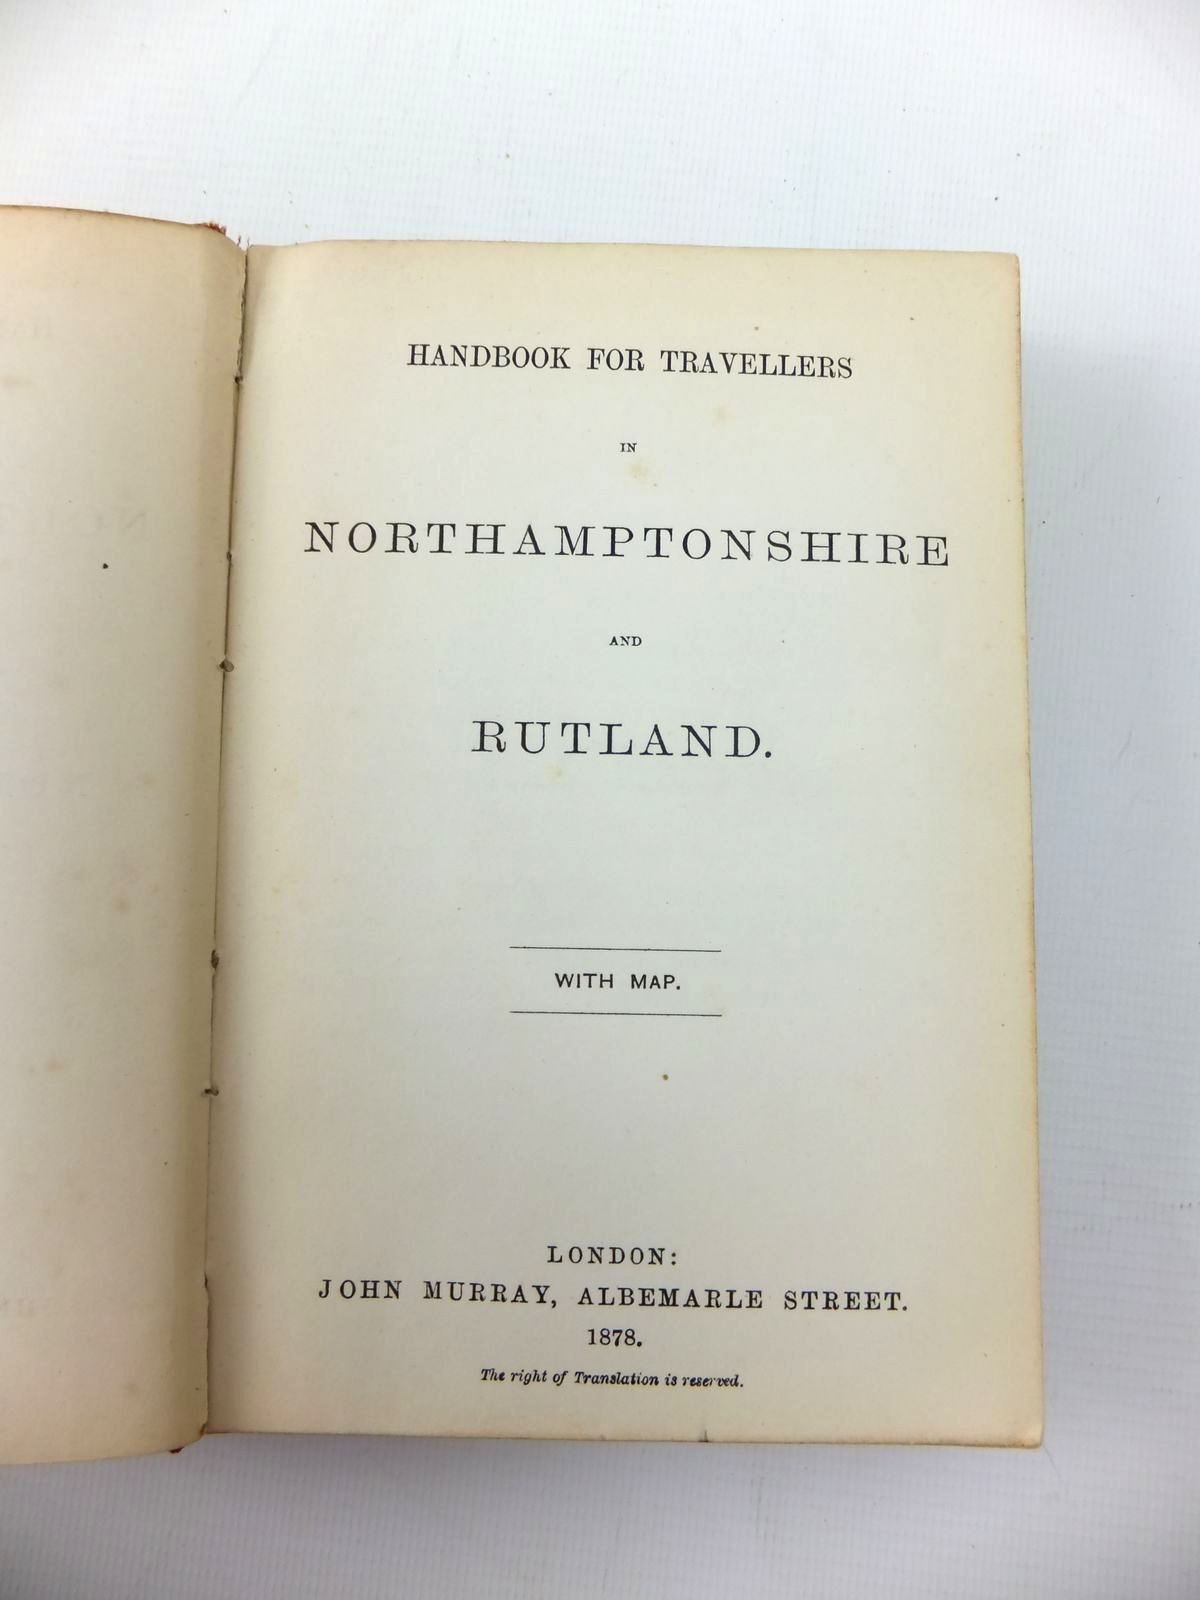 HANDBOOK FOR TRAVELLERS
IN
NORTHAMPTONSHIRE
AND
RUTLAND.
WITH MAP.
LONDON:
JOHN MURRAY, ALBEMARLE STREET.
1878.
The right of Translation is reserved.